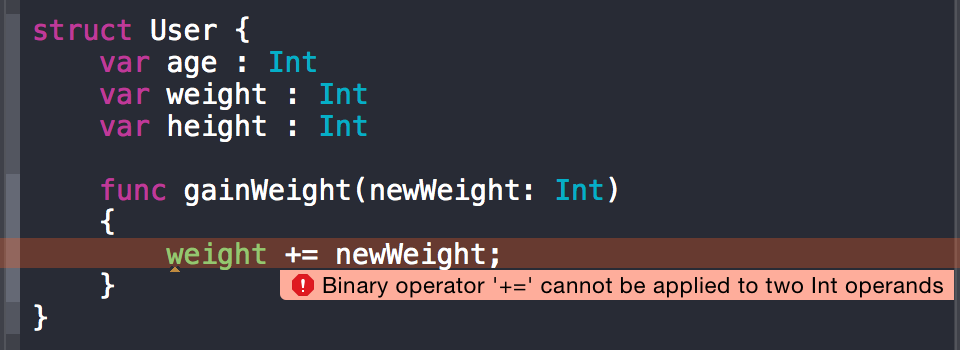 struct User {
    var age : Int
    var weight : Int
    var height : Int
    func gainWeight(newWeight: Int)
    {
        weight += newWeight;
    }
Binary operator '+=' cannot be applied to two Int operands
}